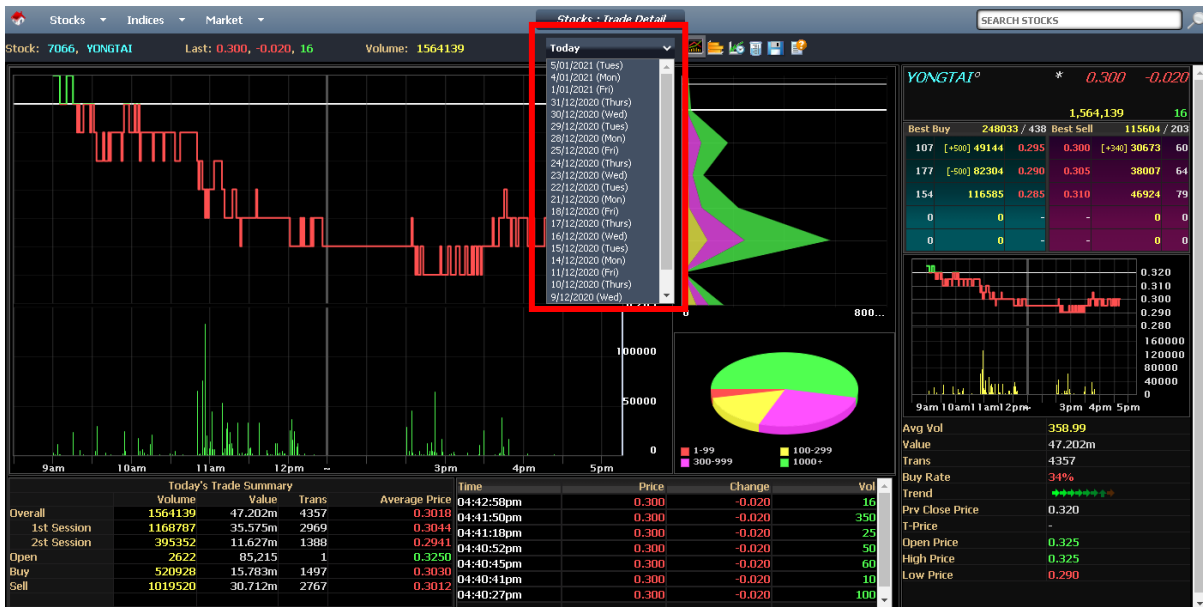 Stocks Indices Market Stocks : Trade Detail SEARCH STOCKS
Stock: 7066, YONGTAI Last: 0.300, -0.020, 16 Volume: 1564139
Today
5/01/2021 (Tues)
4/01/2021 (Mon)
1/01/2021 (Fri)
31/12/2020 (Thurs)
30/12/2020 (Wed)
29/12/2020 (Tues)
28/12/2020 (Mon)
25/12/2020 (Fri)
24/12/2020 (Thurs)
23/12/2020 (Wed)
22/12/2020 (Tues)
21/12/2020 (Mon)
18/12/2020 (Fri)
17/12/2020 (Thurs)
16/12/2020 (Wed)
15/12/2020 (Tues)
14/12/2020 (Mon)
11/12/2020 (Fri)
10/12/2020 (Thurs)
9/12/2020 (Wed)
100000
50000
0
9am 10am 11am 12pm ~ 3pm 4pm 5pm
0 800...
1-99 100-299
300-999 1000+
YONGTAI° * 0.300 -0.020
1,564,139 16
Best Buy 248033 / 438 Best Sell 115604 / 203
107 [+500] 49144 0.295 0.300 [+340] 30673 60
177 [-500] 82304 0.290 0.305 38007 64
154 116585 0.285 0.310 46924 79
0 0 - - 0 0
0 0 - - 0 0
0.320
0.310
0.300
0.290
0.280
160000
120000
80000
40000
0
9am 10am 11am 12pm~ 3pm 4pm 5pm
Avg Vol 358.99
Value 47.202m
Trans 4357
Buy Rate 34%
Trend
Prv Close Price 0.320
T-Price -
Open Price 0.325
High Price 0.325
Low Price 0.290
Today's Trade Summary
Volume Value Trans Average Price
Overall 1564139 47.202m 4357 0.3018
1st Session 1168787 35.575m 2969 0.3044
2st Session 395352 11.627m 1388 0.2941
Open 2622 85,215 1 0.3250
Buy 520928 15.783m 1497 0.3030
Sell 1019520 30.712m 2767 0.3012
Time Price Change Vol
04:42:58pm 0.300 -0.020 16
04:41:50pm 0.300 -0.020 350
04:41:18pm 0.300 -0.020 25
04:40:52pm 0.300 -0.020 50
04:40:45pm 0.300 -0.020 60
04:40:41pm 0.300 -0.020 10
04:40:27pm 0.300 -0.020 100